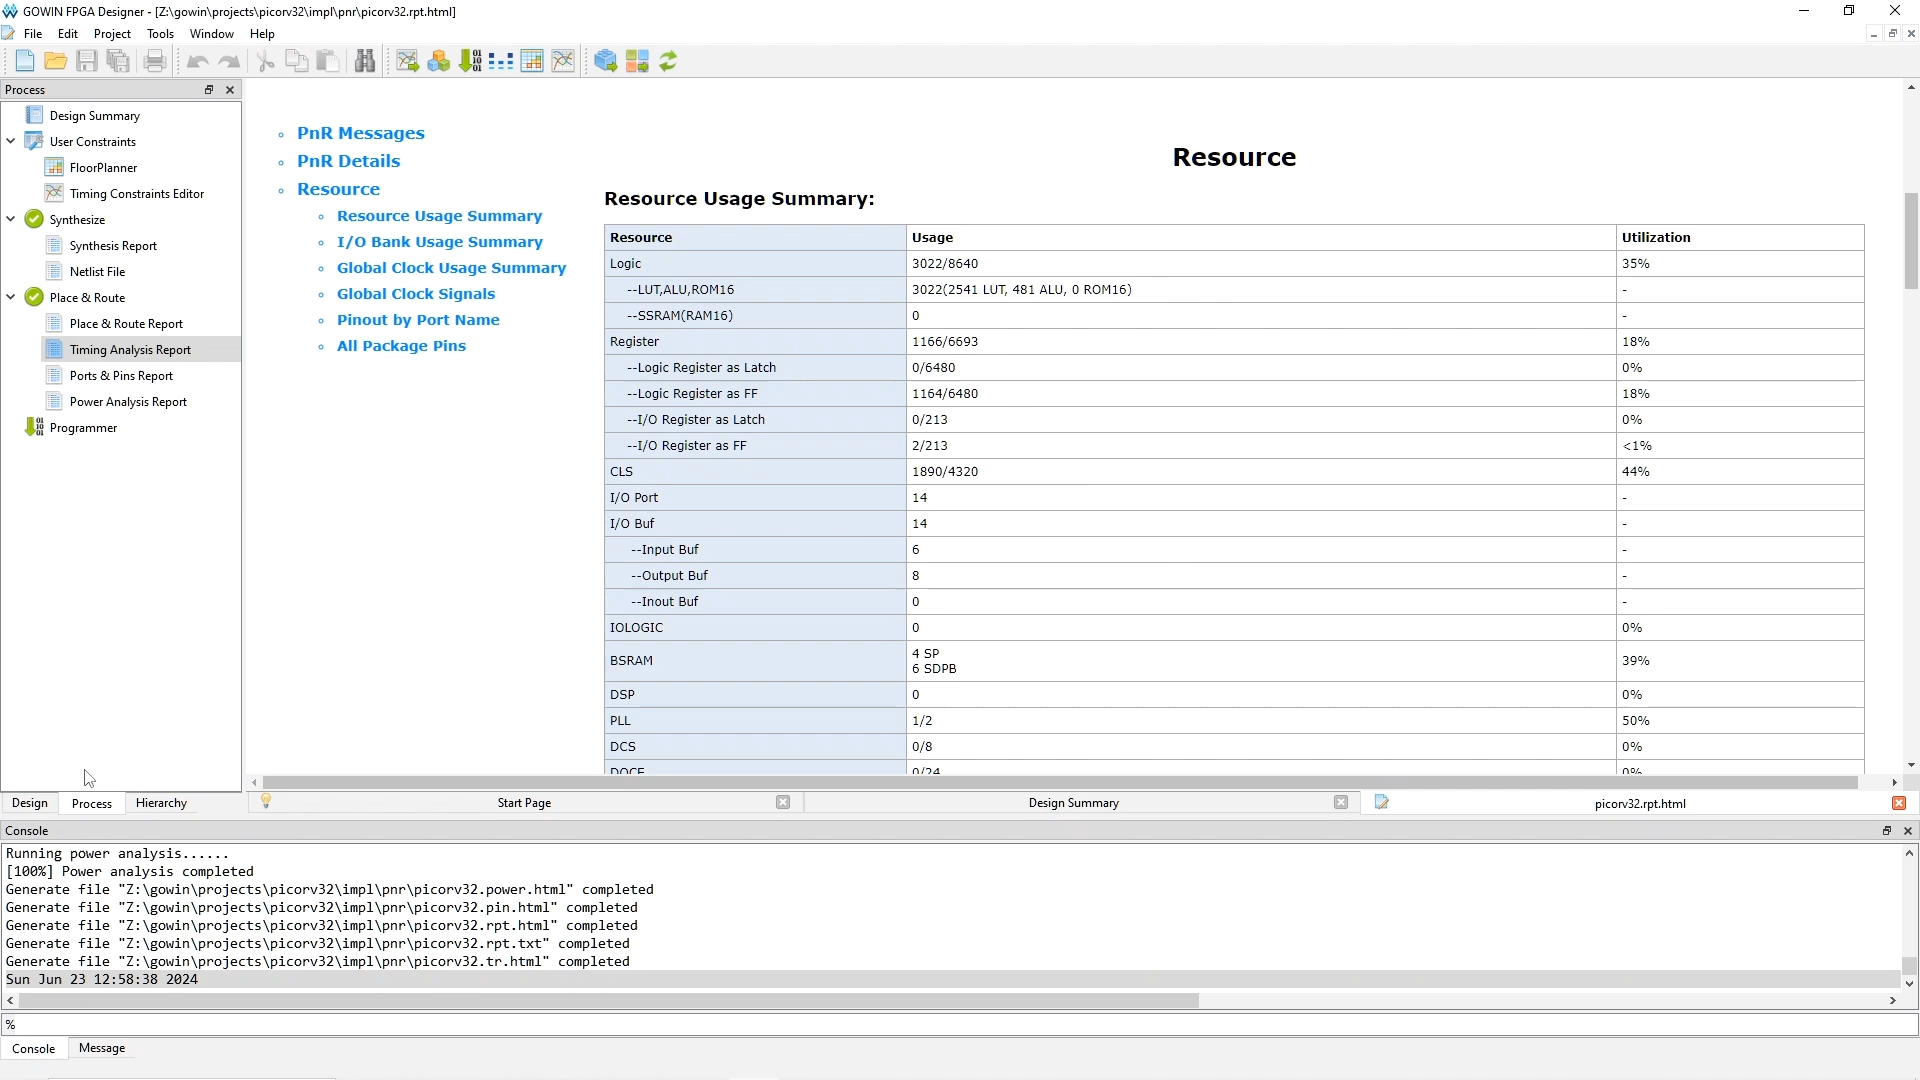 GOWIN FPGA Designer - [Z:\gowin\projects\picorv32\impl\pnr\picorv32.rpt.html]
File Edit Project Tools Window Help
Process
Design Summary
User Constraints
FloorPlanner
Timing Constraints Editor
Synthesize
Synthesis Report
Netlist File
Place & Route
Place & Route Report
Timing Analysis Report
Ports & Pins Report
Power Analysis Report
Programmer
Design Process Hierarchy
PnR Messages
PnR Details
Resource
Resource Usage Summary
I/O Bank Usage Summary
Global Clock Usage Summary
Global Clock Signals
Pinout by Port Name
All Package Pins
Resource
Resource Usage Summary:
Resource Usage Utilization
Logic 3022/8640 35%
--LUT,ALU,ROM16 3022(2541 LUT, 481 ALU, 0 ROM16) -
--SSRAM(RAM16) 0 -
Register 1166/6693 18%
--Logic Register as Latch 0/6480 0%
--Logic Register as FF 1164/6480 18%
--I/O Register as Latch 0/213 0%
--I/O Register as FF 2/213 <1%
CLS 1890/4320 44%
I/O Port 14 -
I/O Buf 14 -
--Input Buf 6 -
--Output Buf 8 -
--Inout Buf 0 -
IOLOGIC 0 0%
BSRAM 4 SP
6 SDPB 39%
DSP 0 0%
PLL 1/2 50%
DCS 0/8 0%
DQCE 0/24 0%
Start Page Design Summary picorv32.rpt.html
Console
Running power analysis......
[100%] Power analysis completed
Generate file "Z:\gowin\projects\picorv32\impl\pnr\picorv32.power.html" completed
Generate file "Z:\gowin\projects\picorv32\impl\pnr\picorv32.pin.html" completed
Generate file "Z:\gowin\projects\picorv32\impl\pnr\picorv32.rpt.html" completed
Generate file "Z:\gowin\projects\picorv32\impl\pnr\picorv32.rpt.txt" completed
Generate file "Z:\gowin\projects\picorv32\impl\pnr\picorv32.tr.html" completed
Sun Jun 23 12:58:38 2024
%
Console Message